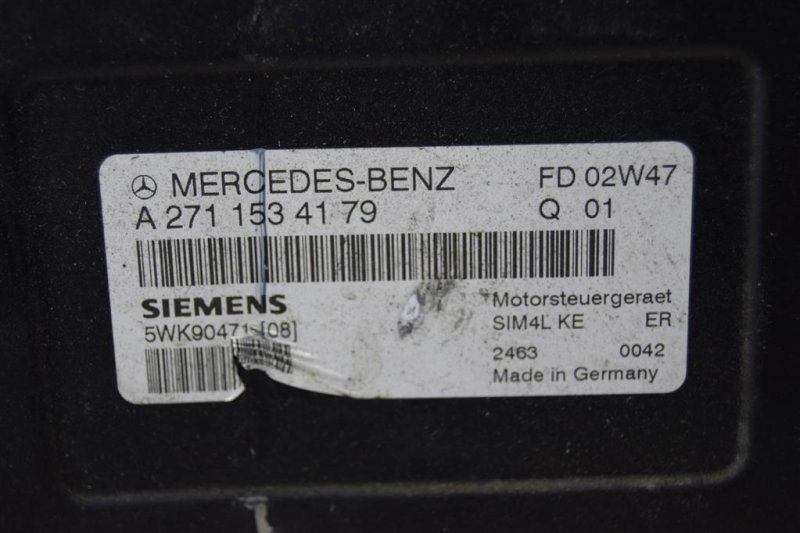 MERCEDES-BENZ FD 02W47
A 271 153 41 79 Q 01
SIEMENS Motorsteuergeraet
5WK90471 [08] SIM4L KE ER
2463 0042
Made in Germany